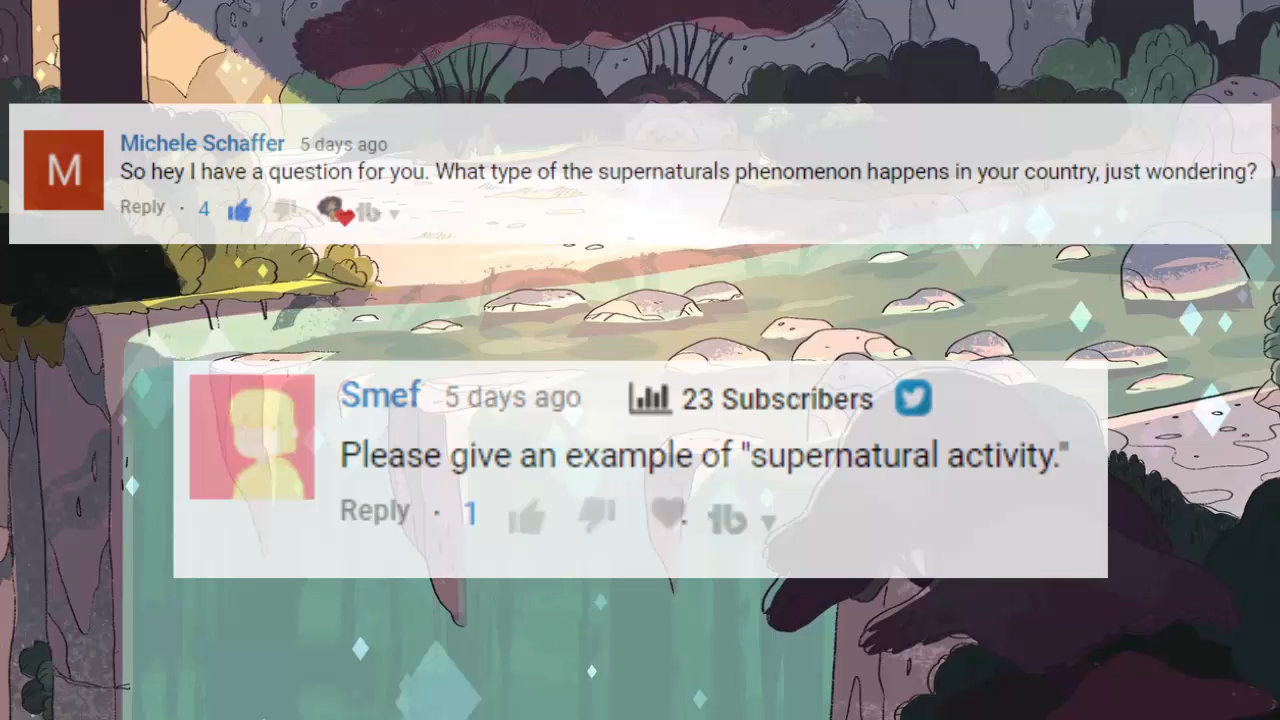 M
Michele Schaffer 5 days ago
So hey I have a question for you. What type of the supernaturals phenomenon happens in your country, just wondering?
Reply · 4
Smef 5 days ago 23 Subscribers
Please give an example of "supernatural activity."
Reply · 1